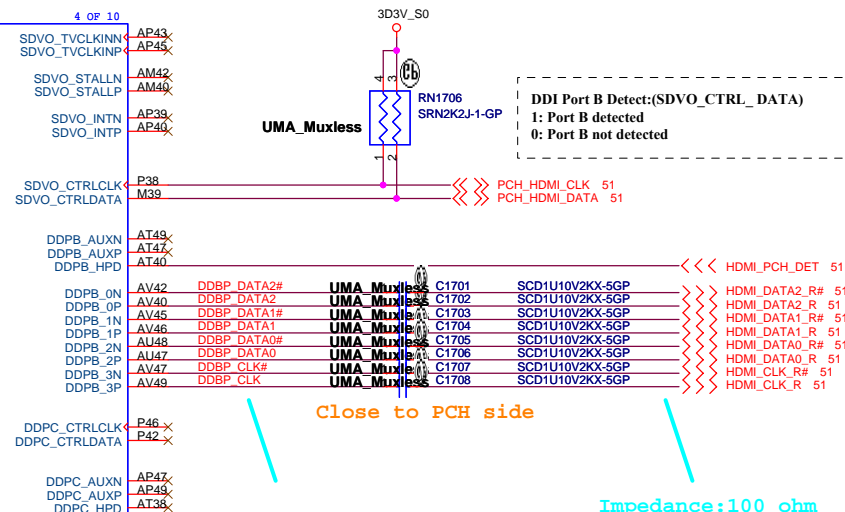 4 OF 10
3D3V_S0
SDVO_TVCLKINN AP43
SDVO_TVCLKINP AP45
SDVO_STALLN AM42
SDVO_STALLP AM40
SDVO_INTN AP39
SDVO_INTP AP40
4 3
RN1706
SRN2K2J-1-GP
UMA_Muxless
1 2
DDI Port B Detect:(SDVO_CTRL_ DATA)
1: Port B detected
0: Port B not detected
SDVO_CTRLCLK P38 PCH_HDMI_CLK 51
SDVO_CTRLDATA M39 PCH_HDMI_DATA 51
DDPB_AUXN AT49
DDPB_AUXP AT47
DDPB_HPD AT40 HDMI_PCH_DET 51
DDPB_0N AV42 DDBP_DATA2# UMA_Muxless C1701 SCD1U10V2KX-5GP HDMI_DATA2_R# 51
DDPB_0P AV40 DDBP_DATA2 UMA_Muxless C1702 SCD1U10V2KX-5GP HDMI_DATA2_R 51
DDPB_1N AV45 DDBP_DATA1# UMA_Muxless C1703 SCD1U10V2KX-5GP HDMI_DATA1_R# 51
DDPB_1P AV46 DDBP_DATA1 UMA_Muxless C1704 SCD1U10V2KX-5GP HDMI_DATA1_R 51
DDPB_2N AU48 DDBP_DATA0# UMA_Muxless C1705 SCD1U10V2KX-5GP HDMI_DATA0_R# 51
DDPB_2P AU47 DDBP_DATA0 UMA_Muxless C1706 SCD1U10V2KX-5GP HDMI_DATA0_R 51
DDPB_3N AV47 DDBP_CLK# UMA_Muxless C1707 SCD1U10V2KX-5GP HDMI_CLK_R# 51
DDPB_3P AV49 DDBP_CLK UMA_Muxless C1708 SCD1U10V2KX-5GP HDMI_CLK_R 51
Close to PCH side
DDPC_CTRLCLK P46
DDPC_CTRLDATA P42
DDPC_AUXN AP47
DDPC_AUXP AP49
DDPC_HPD AT38
Impedance:100 ohm